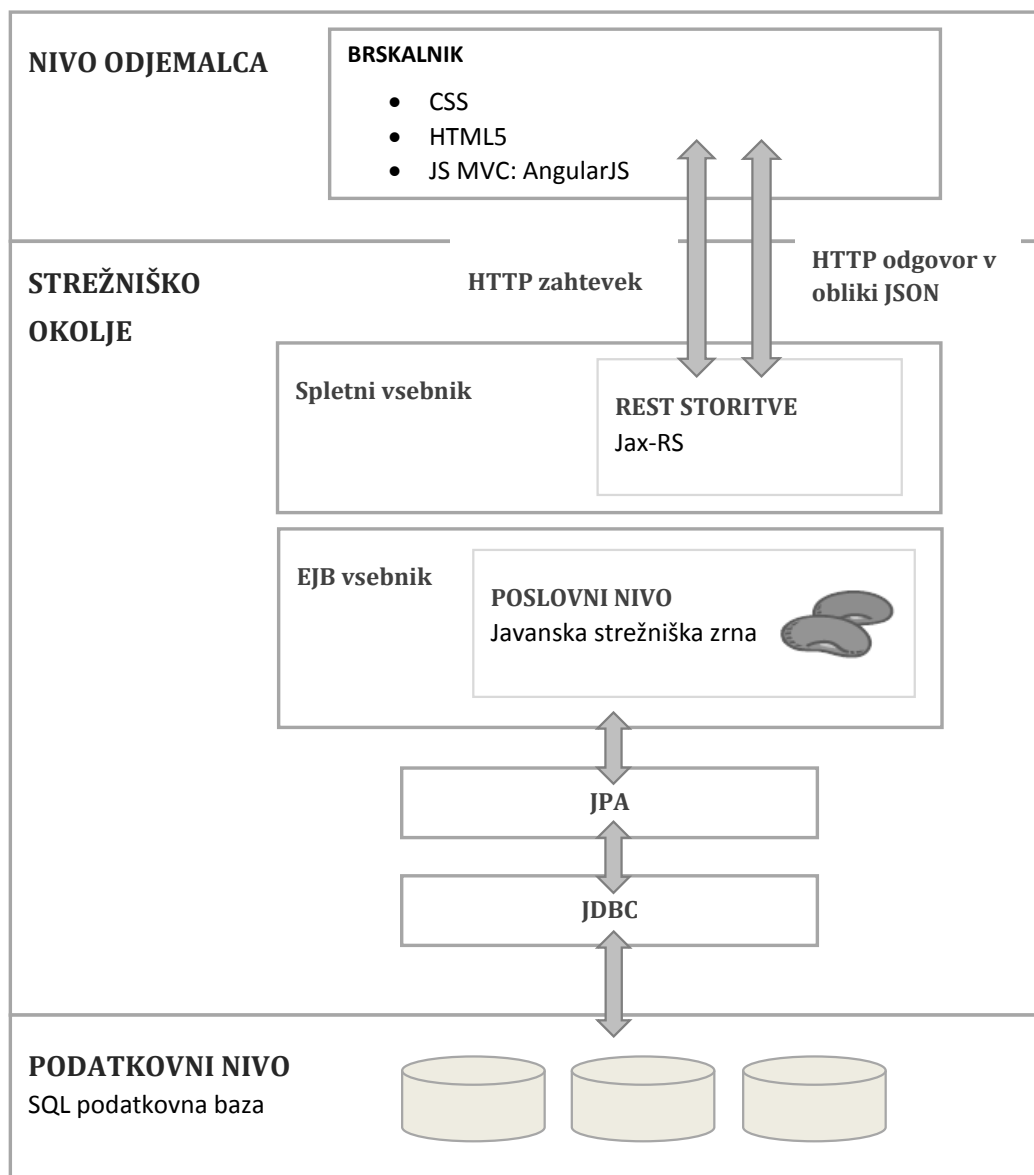 NIVO ODJEMALCA
BRSKALNIK
• CSS
• HTML5
• JS MVC: AngularJS
STREŽNIŠKO
OKOLJE
HTTP zahtevek
HTTP odgovor v
obliki JSON
Spletni vsebnik
REST STORITVE
Jax-RS
EJB vsebnik
POSLOVNI NIVO
Javanska strežniška zrna
JPA
JDBC
PODATKOVNI NIVO
SQL podatkovna baza